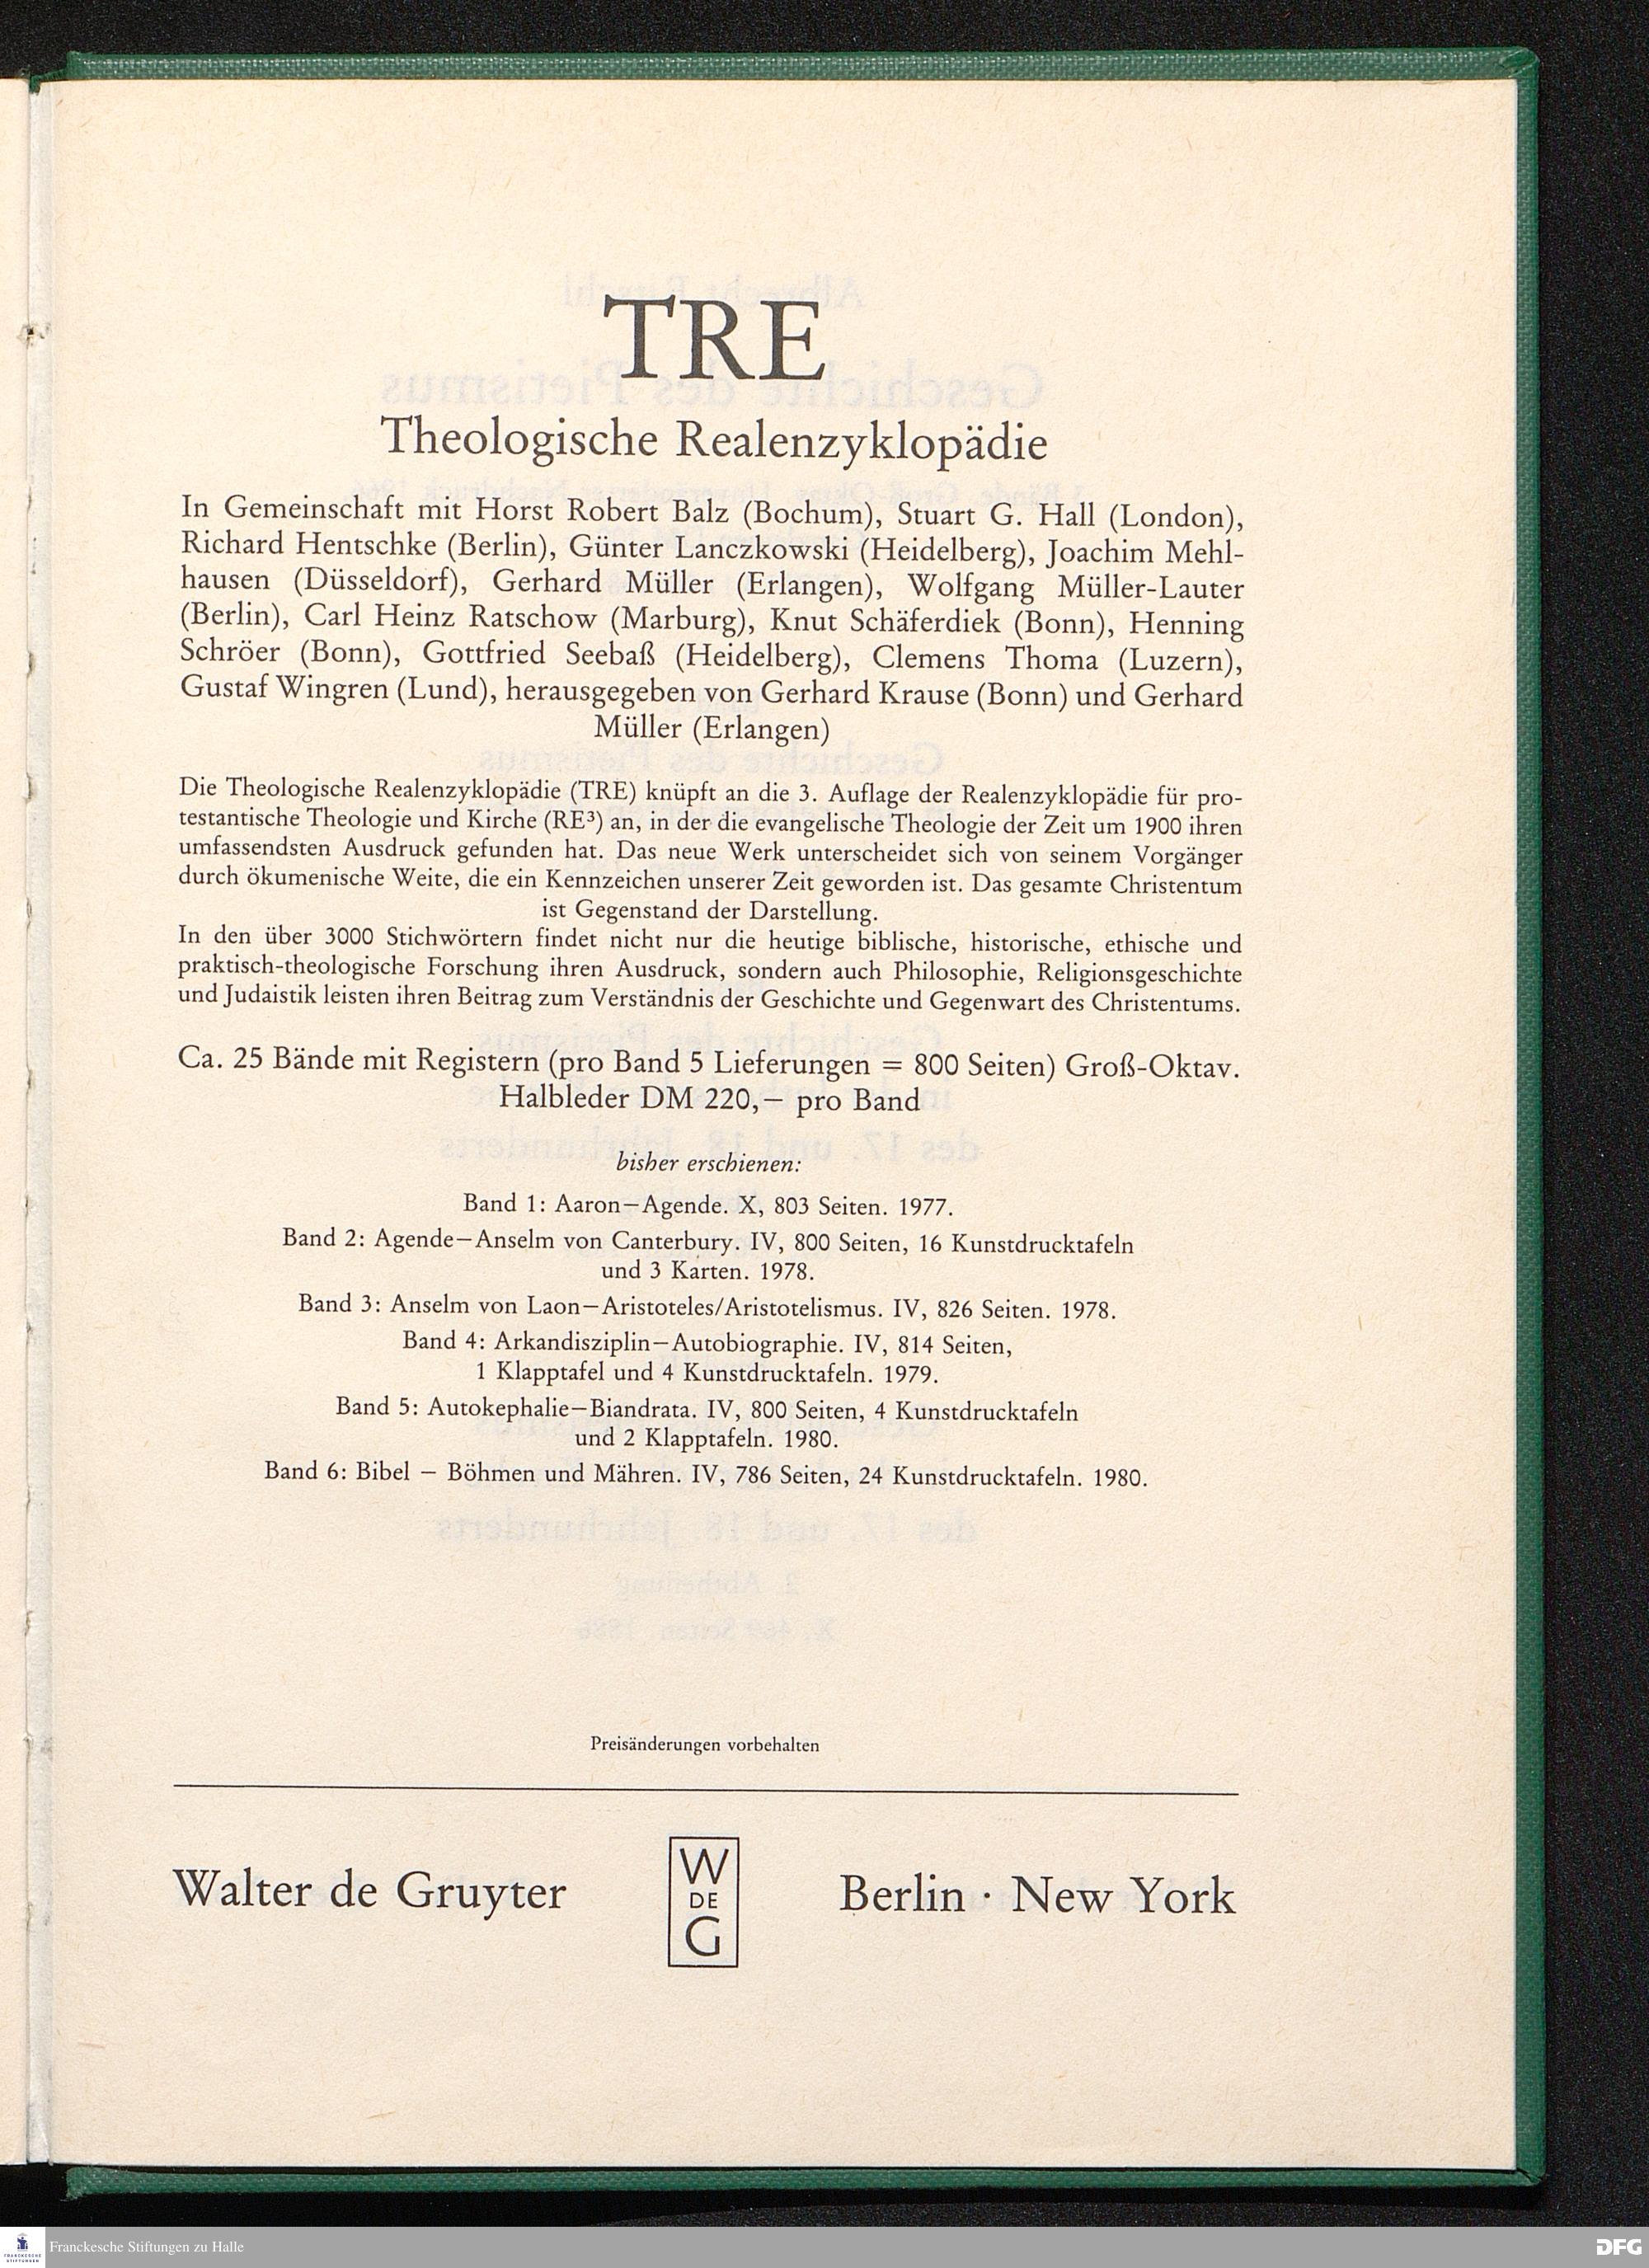 TRE
Theologische Realenzyklopädie
In Gemeinschaft mit Horst Robert Balz (Bochum), Stuart G. Hall (London),
Richard Hentschke (Berlin), Günter Lanczkowski (Heidelberg), Joachim Mehl-
hausen (Düsseldorf), Gerhard Müller (Erlangen), Wolfgang Müller-Lauter
(Berlin), Carl Heinz Ratschow (Marburg), Knut Schäferdiek (Bonn), Henning
Schröer (Bonn), Gottfried Seebaß (Heidelberg), Clemens Thoma (Luzern),
Gustaf Wingren (Lund), herausgegeben von Gerhard Krause (Bonn) und Gerhard
Müller (Erlangen)
Die Theologische Realenzyklopädie (TRE) knüpft an die 3. Auflage der Realenzyklopädie für pro-
testantische Theologie und Kirche (RE³) an, in der die evangelische Theologie der Zeit um 1900 ihren
umfassendsten Ausdruck gefunden hat. Das neue Werk unterscheidet sich von seinem Vorgänger
durch ökumenische Weite, die ein Kennzeichen unserer Zeit geworden ist. Das gesamte Christentum
ist Gegenstand der Darstellung.
In den über 3000 Stichwörtern findet nicht nur die heutige biblische, historische, ethische und
praktisch-theologische Forschung ihren Ausdruck, sondern auch Philosophie, Religionsgeschichte
und Judaistik leisten ihren Beitrag zum Verständnis der Geschichte und Gegenwart des Christentums.
Ca. 25 Bände mit Registern (pro Band 5 Lieferungen = 800 Seiten) Groß-Oktav.
Halbleder DM 220,— pro Band
bisher erschienen:
Band 1: Aaron—Agende. X, 803 Seiten. 1977.
Band 2: Agende—Anselm von Canterbury. IV, 800 Seiten, 16 Kunstdrucktafeln
und 3 Karten. 1978.
Band 3: Anselm von Laon—Aristoteles/Aristotelismus. IV, 826 Seiten. 1978.
Band 4: Arkandisziplin—Autobiographie. IV, 814 Seiten,
1 Klapptafel und 4 Kunstdrucktafeln. 1979.
Band 5: Autokephalie—Biandrata. IV, 800 Seiten, 4 Kunstdrucktafeln
und 2 Klapptafeln. 1980.
Band 6: Bibel — Böhmen und Mähren. IV, 786 Seiten, 24 Kunstdrucktafeln. 1980.
Preisänderungen vorbehalten
Walter de Gruyter
W
DE
G
Berlin · New York
FRANCKESCHE
STIFTUNGEN
Franckesche Stiftungen zu Halle
DFG